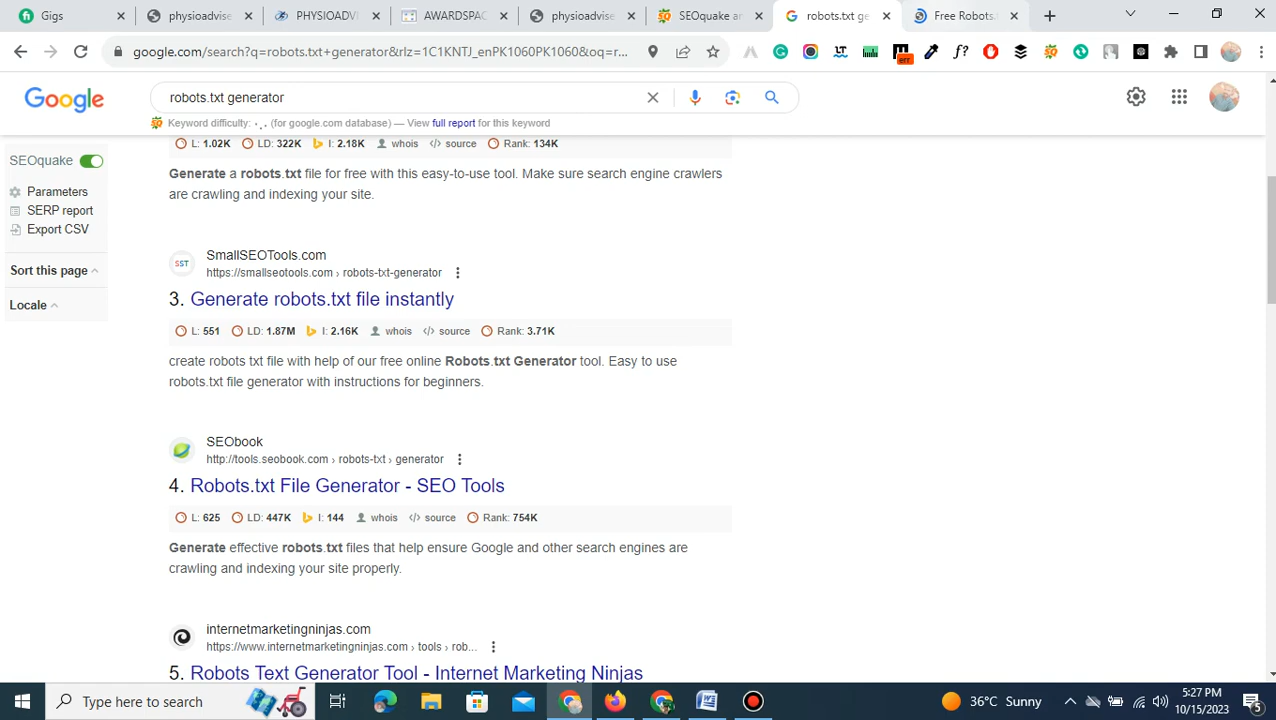 Gigs
physioadvise
PHYSIOADVI
AWARDSPAC
physioadvise
SEOquake an
robots.txt ge
Free Robots.
google.com/search?q=robots.txt+generator&rlz=1C1KNTJ_enPK1060PK1060&oq=r...
LT
err
f?
Google
robots.txt generator
Keyword difficulty: (for google.com database) — View full report for this keyword
L: 1.02K LD: 322K I: 2.18K whois source Rank: 134K
SEOquake
Generate a robots.txt file for free with this easy-to-use tool. Make sure search engine crawlers
are crawling and indexing your site.
Parameters
SERP report
Export CSV
Sort this page
Locale
SST
SmallSEOTools.com
https://smallseotools.com › robots-txt-generator
3. Generate robots.txt file instantly
L: 551 LD: 1.87M I: 2.16K whois source Rank: 3.71K
create robots txt file with help of our free online Robots.txt Generator tool. Easy to use
robots.txt file generator with instructions for beginners.
SEObook
http://tools.seobook.com › robots-txt › generator
4. Robots.txt File Generator - SEO Tools
L: 625 LD: 447K I: 144 whois source Rank: 754K
Generate effective robots.txt files that help ensure Google and other search engines are
crawling and indexing your site properly.
internetmarketingninjas.com
https://www.internetmarketingninjas.com › tools › rob...
5. Robots Text Generator Tool - Internet Marketing Ninjas
Type here to search
36°C Sunny
5:27 PM
10/15/2023
5